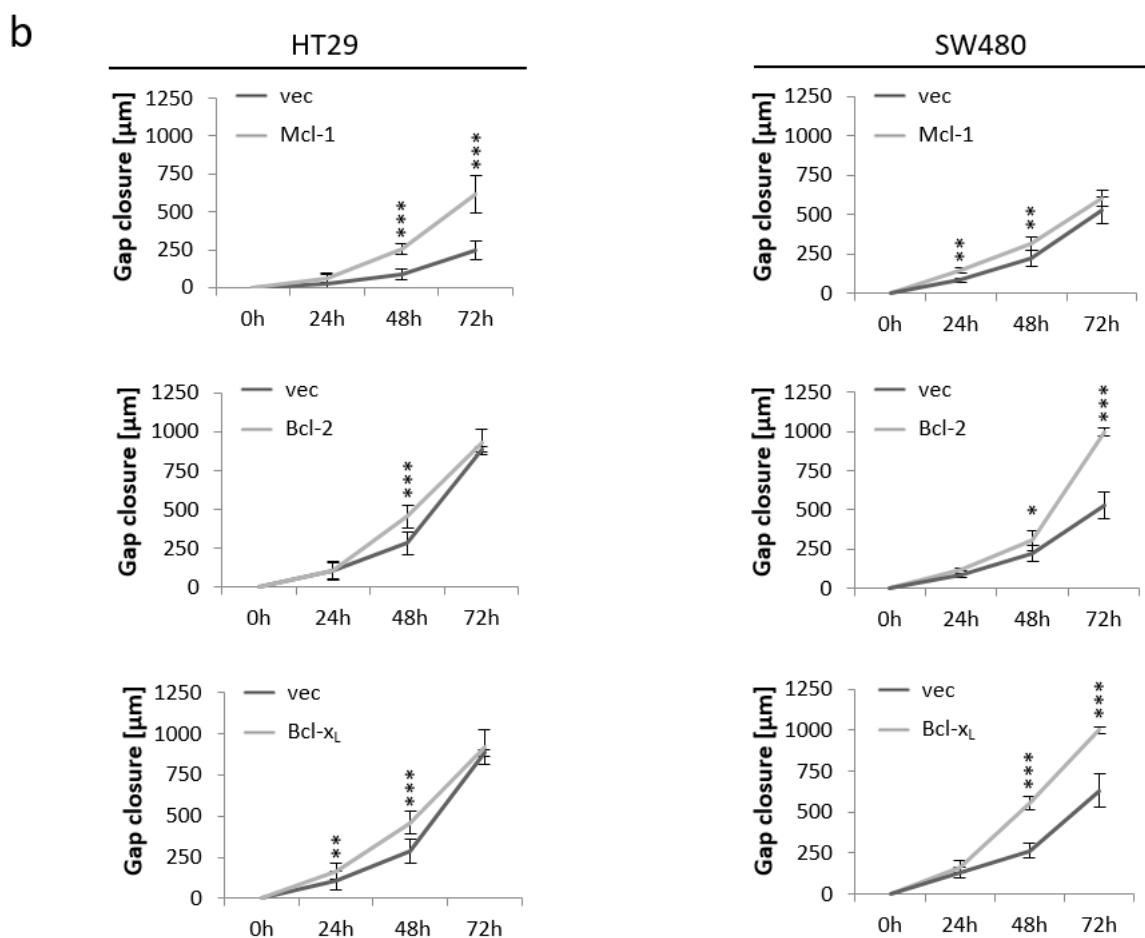 b
HT29
SW480
Gap closure [µm]
1250
1000
750
500
250
0
vec
Mcl-1
***
***
0h 24h 48h 72h
Gap closure [µm]
1250
1000
750
500
250
0
vec
Mcl-1
**
**
0h 24h 48h 72h
Gap closure [µm]
1250
1000
750
500
250
0
vec
Bcl-2
***
0h 24h 48h 72h
Gap closure [µm]
1250
1000
750
500
250
0
vec
Bcl-2
*
***
0h 24h 48h 72h
Gap closure [µm]
1250
1000
750
500
250
0
vec
Bcl-xL
**
***
0h 24h 48h 72h
Gap closure [µm]
1250
1000
750
500
250
0
vec
Bcl-xL
***
***
0h 24h 48h 72h